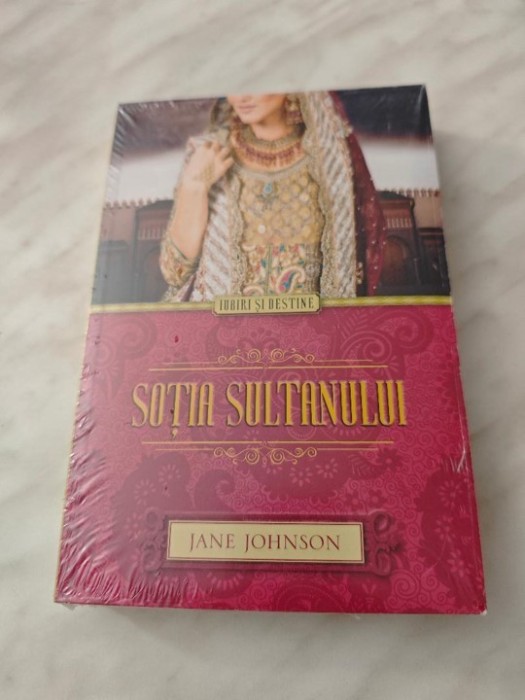 IUBIRI ȘI DESTINE
SOȚIA SULTANULUI
JANE JOHNSON